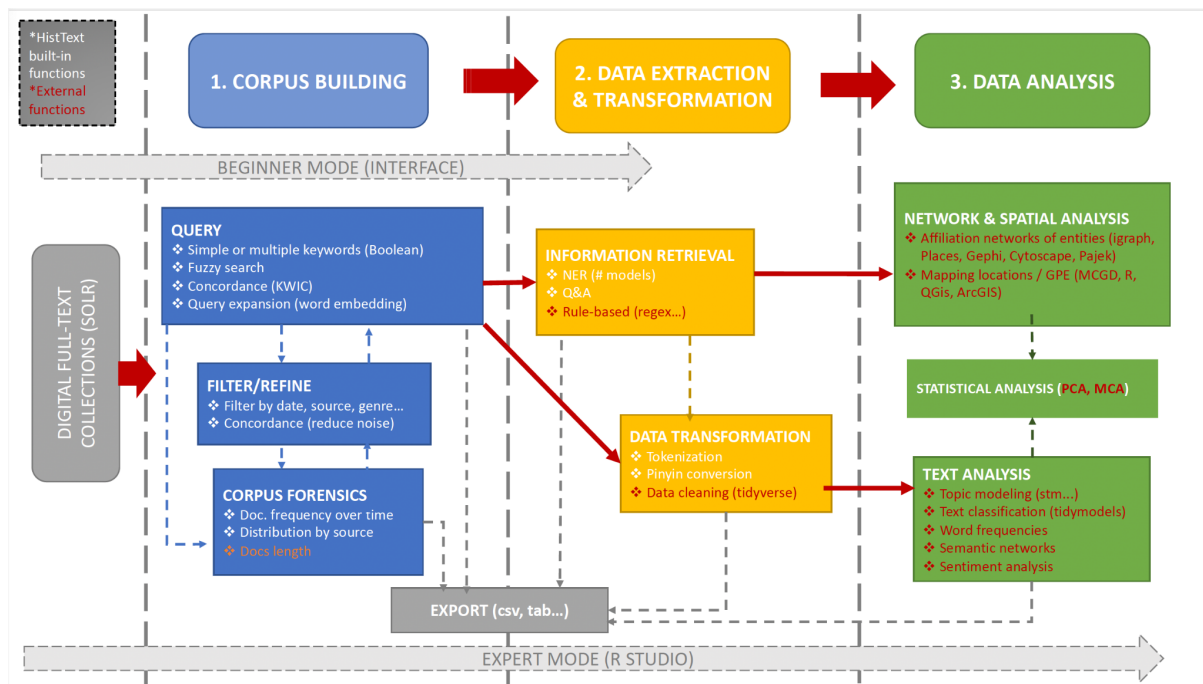 *HistText
built-in
functions
*External
functions
1. CORPUS BUILDING
2. DATA EXTRACTION
& TRANSFORMATION
3. DATA ANALYSIS
BEGINNER MODE (INTERFACE)
DIGITAL FULL-TEXT
COLLECTIONS (SOLR)
QUERY
❖ Simple or multiple keywords (Boolean)
❖ Fuzzy search
❖ Concordance (KWIC)
❖ Query expansion (word embedding)
FILTER/REFINE
❖ Filter by date, source, genre…
❖ Concordance (reduce noise)
CORPUS FORENSICS
❖ Doc. frequency over time
❖ Distribution by source
❖ Docs length
INFORMATION RETRIEVAL
❖ NER (# models)
❖ Q&A
❖ Rule-based (regex…)
DATA TRANSFORMATION
❖ Tokenization
❖ Pinyin conversion
❖ Data cleaning (tidyverse)
NETWORK & SPATIAL ANALYSIS
❖ Affiliation networks of entities (igraph,
Places, Gephi, Cytoscape, Pajek)
❖ Mapping locations / GPE (MCGD, R,
QGis, ArcGIS)
STATISTICAL ANALYSIS (PCA, MCA)
TEXT ANALYSIS
❖ Topic modeling (stm…)
❖ Text classification (tidymodels)
❖ Word frequencies
❖ Semantic networks
❖ Sentiment analysis
EXPORT (csv, tab…)
EXPERT MODE (R STUDIO)